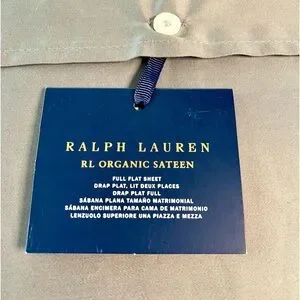 RALPH LAUREN
RL ORGANIC SATEEN
FULL FLAT SHEET
DRAP PLAT, LIT DEUX PLACES
DRAP PLAT FULL
SÁBANA PLANA TAMAÑO MATRIMONIAL
SÁBANA ENCIMERA PARA CAMA DE MATRIMONIO
LENZUOLO SUPERIORE UNA PIAZZA E MEZZA